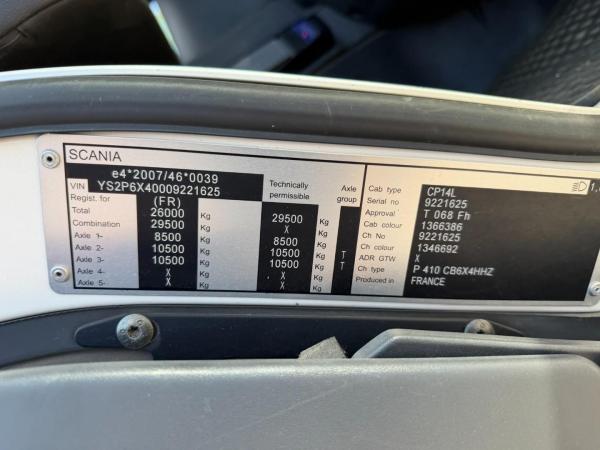 SCANIA
e4*2007/46*0039
VIN YS2P6X40009221625
Regist. for (FR) Technically permissible Axle group
Total 26000 Kg 29500 Kg
Combination 29500 Kg X Kg
Axle 1- 8500 Kg 8500 Kg
Axle 2- 10500 Kg 10500 Kg T
Axle 3- 10500 Kg 10500 Kg T
Axle 4- X Kg X Kg
Axle 5- X Kg X Kg
Cab type CP14L
Serial no 9221625
Approval T 068 Fh
Cab colour 1366386
Ch No 9221625
Ch colour 1346692
ADR GTW X
Ch type P 410 CB6X4HHZ
Produced in FRANCE